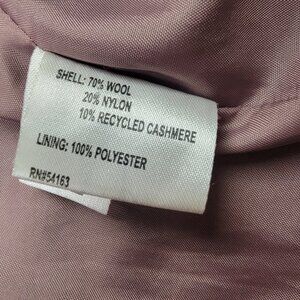 SHELL: 70% WOOL
20% NYLON
10% RECYCLED CASHMERE
LINING: 100% POLYESTER
RN#54163